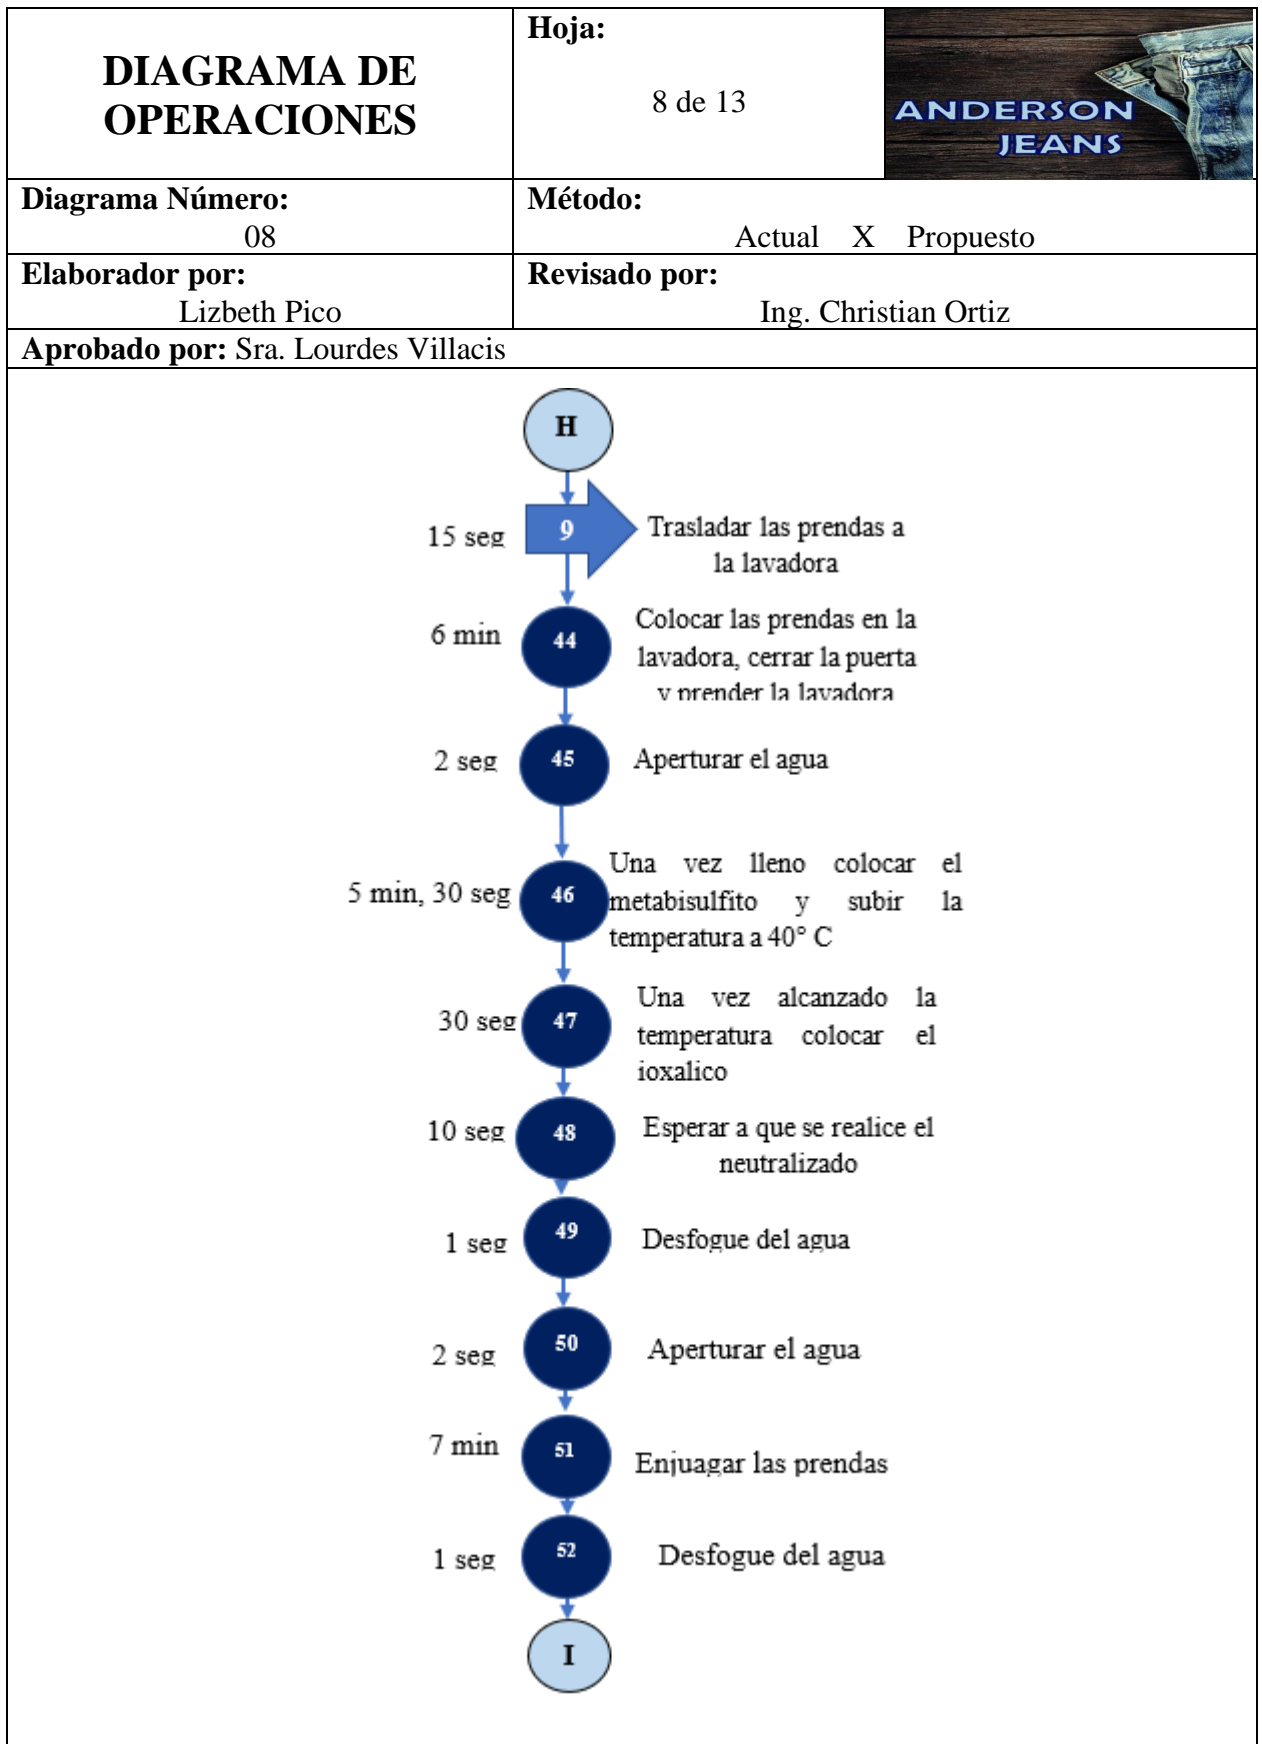 DIAGRAMA DE
OPERACIONES
Hoja:
8 de 13
ANDERSON
JEANS
Diagrama Número:
08
Método:
Actual X Propuesto
Elaborador por:
Lizbeth Pico
Revisado por:
Ing. Christian Ortiz
Aprobado por: Sra. Lourdes Villacis
H
15 seg
9
Trasladar las prendas a
la lavadora
6 min
44
Colocar las prendas en la
lavadora, cerrar la puerta
y prender la lavadora
2 seg
45
Aperturar el agua
5 min, 30 seg
46
Una vez lleno colocar el
metabisulfito y subir la
temperatura a 40° C
30 seg
47
Una vez alcanzado la
temperatura colocar el
ioxalico
10 seg
48
Esperar a que se realice el
neutralizado
1 seg
49
Desfogue del agua
2 seg
50
Aperturar el agua
7 min
51
Enjuagar las prendas
1 seg
52
Desfogue del agua
I